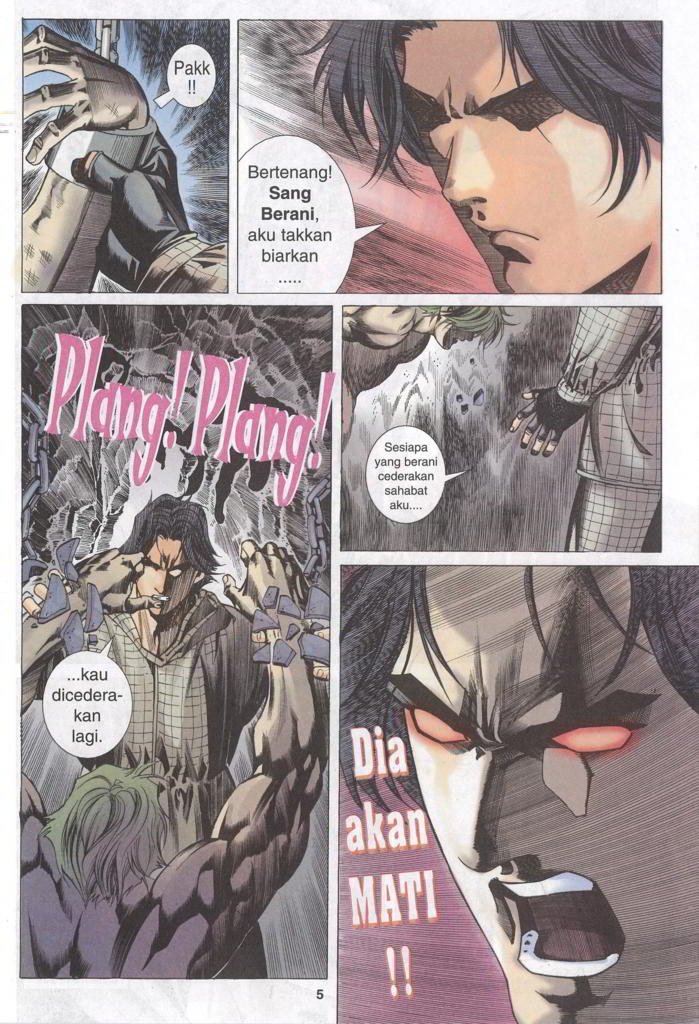 Pakk
!!
Bertenang!
Sang
Berani,
aku takkan
biarkan
.....
Plang! Plang!
...kau
dicedera-
kan
lagi.
Sesiapa
yang berani
cederakan
sahabat
aku....
Dia
akan
MATI
!!
5